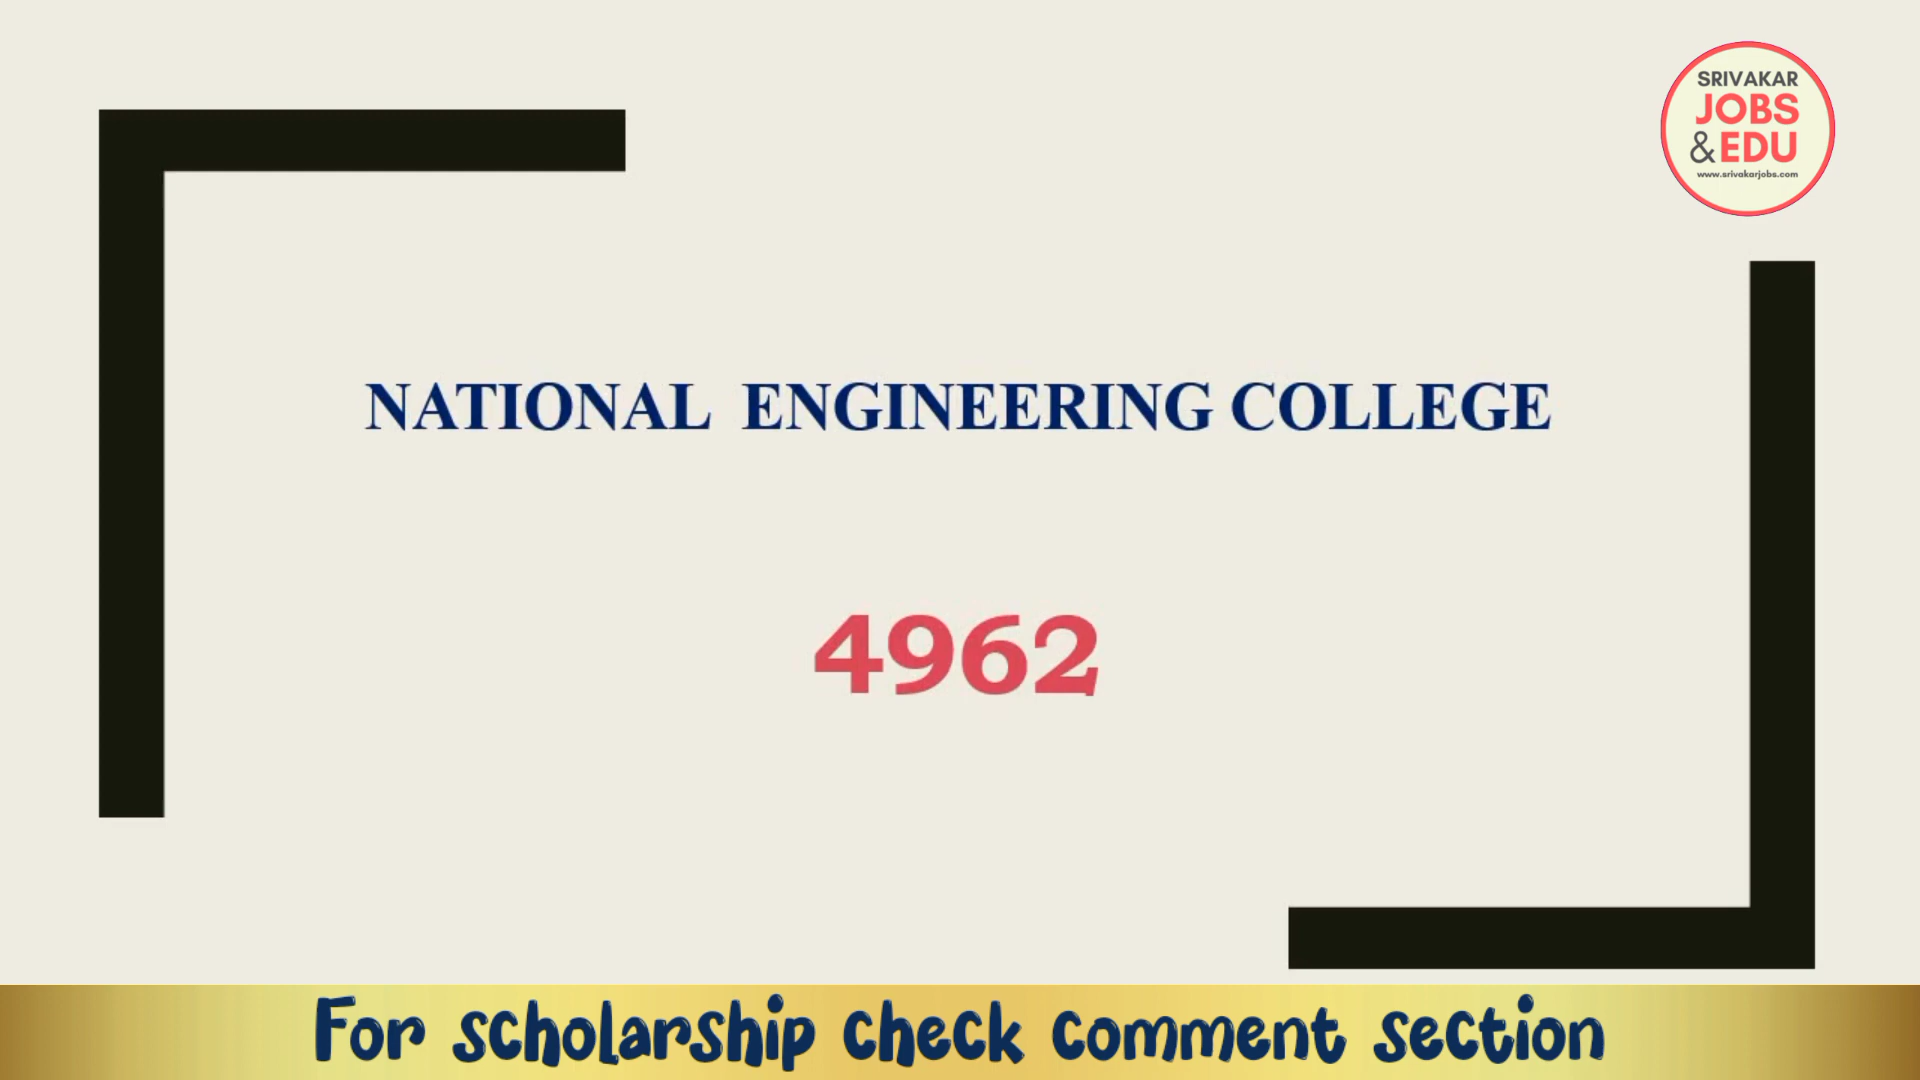 SRIVAKAR
JOBS
& EDU
www.srivakarjobs.com
NATIONAL ENGINEERING COLLEGE
4962
For scholarship check comment section